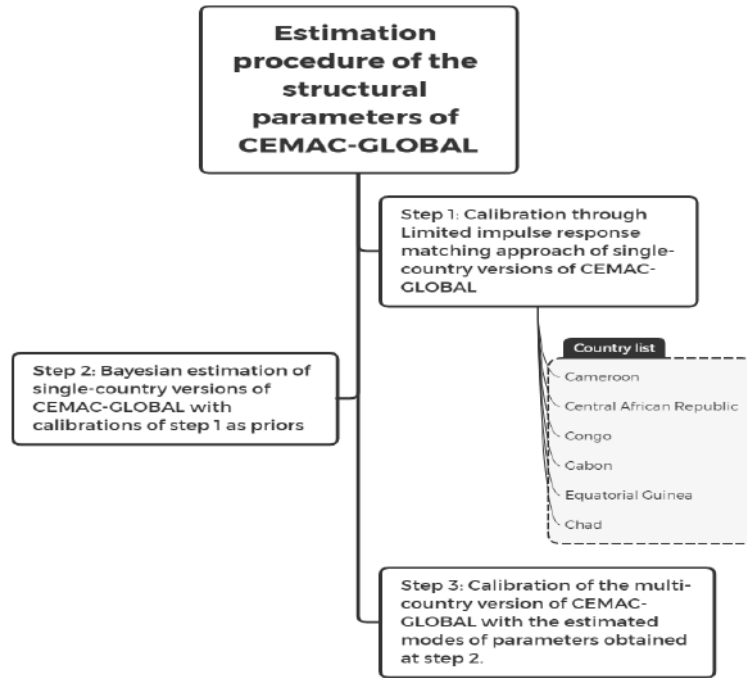 Estimation
procedure of the
structural
parameters of
CEMAC-GLOBAL
Step 1: Calibration through
Limited impulse response
matching approach of single-
country versions of CEMAC-
GLOBAL
Country list
Cameroon
Central African Republic
Congo
Gabon
Equatorial Guinea
Chad
Step 2: Bayesian estimation of
single-country versions of
CEMAC-GLOBAL with
calibrations of step 1 as priors
Step 3: Calibration of the multi-
country version of CEMAC-
GLOBAL with the estimated
modes of parameters obtained
at step 2.